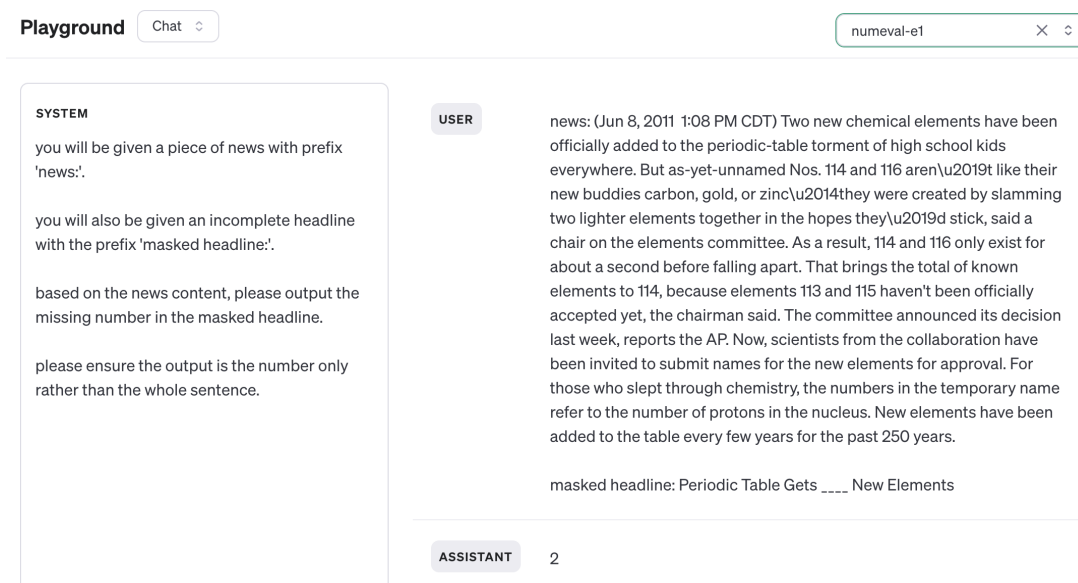 Playground
Chat
numeval-e1
SYSTEM
you will be given a piece of news with prefix
'news:'.
you will also be given an incomplete headline
with the prefix 'masked headline:'.
based on the news content, please output the
missing number in the masked headline.
please ensure the output is the number only
rather than the whole sentence.
USER
news: (Jun 8, 2011  1:08 PM CDT) Two new chemical elements have been
officially added to the periodic-table torment of high school kids
everywhere. But as-yet-unnamed Nos. 114 and 116 aren\u2019t like their
new buddies carbon, gold, or zinc\u2014they were created by slamming
two lighter elements together in the hopes they\u2019d stick, said a
chair on the elements committee. As a result, 114 and 116 only exist for
about a second before falling apart. That brings the total of known
elements to 114, because elements 113 and 115 haven't been officially
accepted yet, the chairman said. The committee announced its decision
last week, reports the AP. Now, scientists from the collaboration have
been invited to submit names for the new elements for approval. For
those who slept through chemistry, the numbers in the temporary name
refer to the number of protons in the nucleus. New elements have been
added to the table every few years for the past 250 years.
masked headline: Periodic Table Gets ____ New Elements
ASSISTANT
2